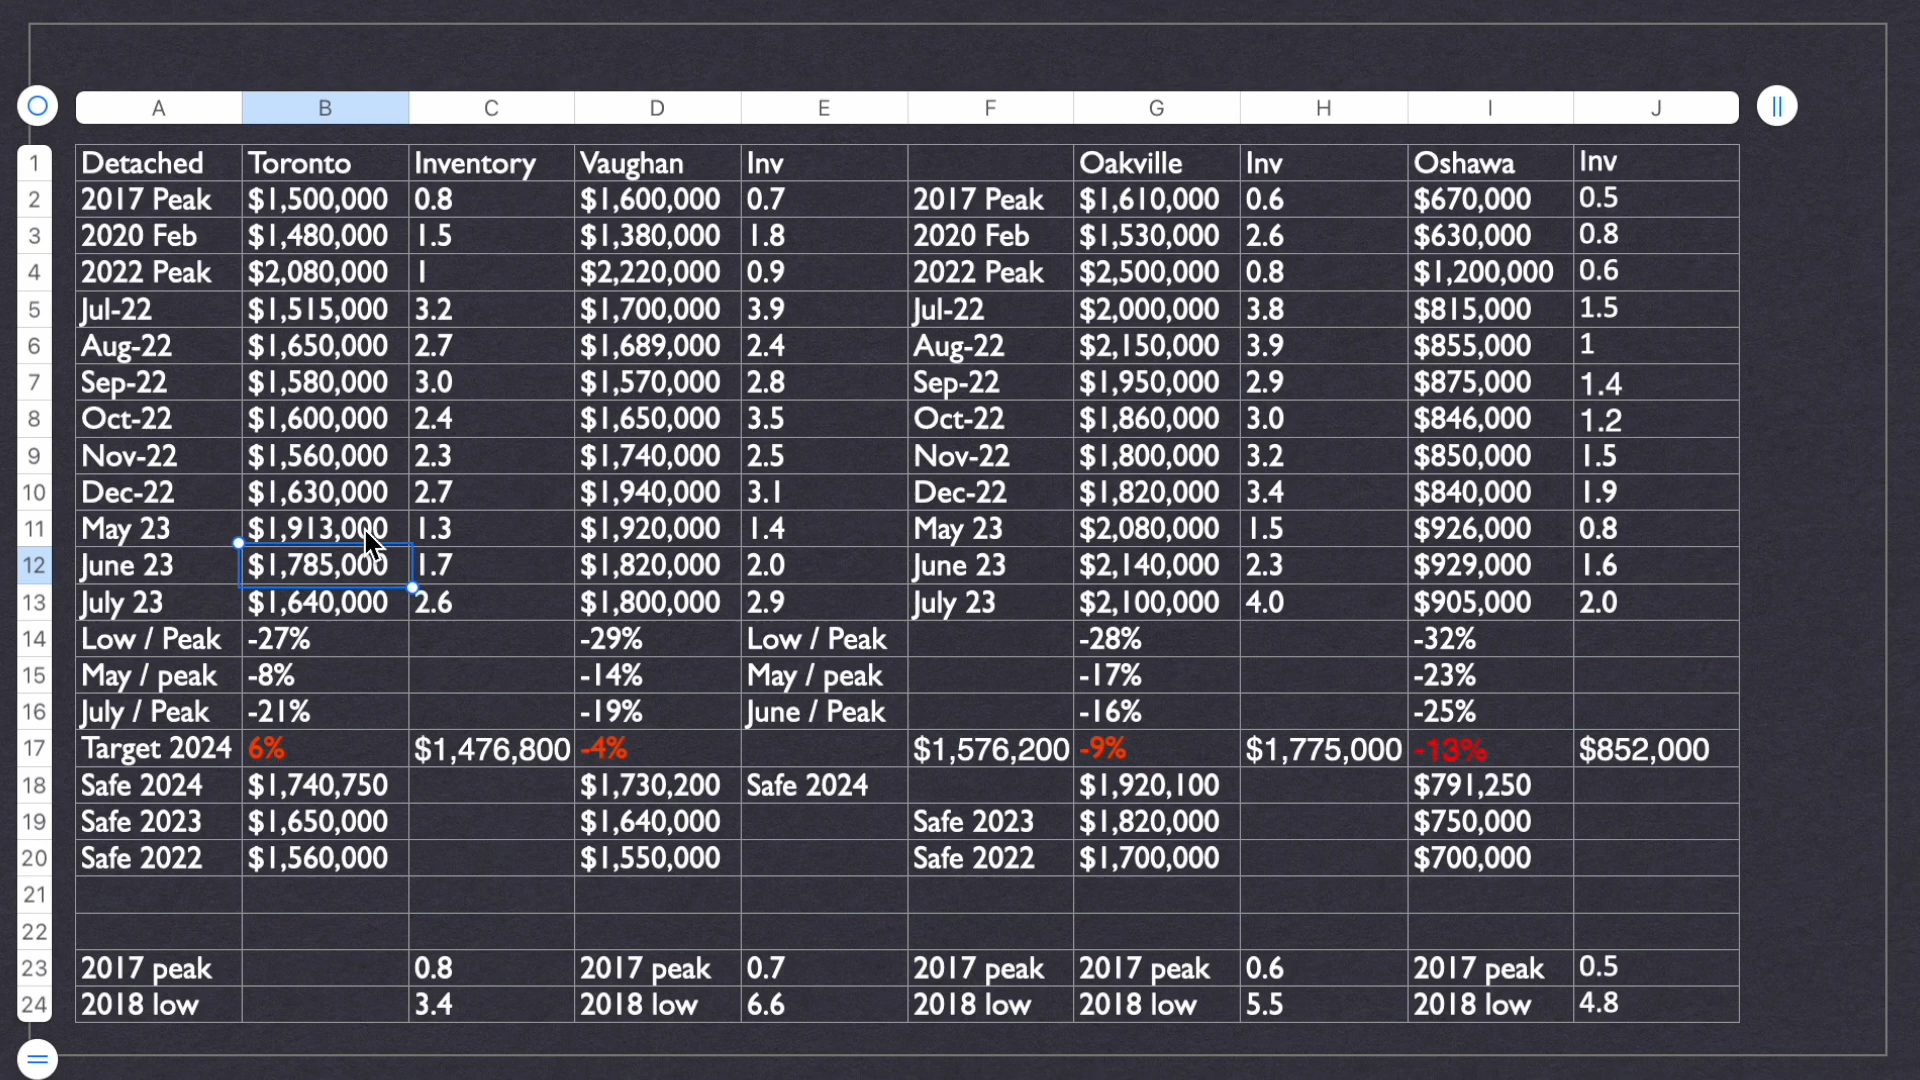 A B C D E F G H I J
1 Detached Toronto Inventory Vaughan Inv Oakville Inv Oshawa Inv
2 2017 Peak $1,500,000 0.8 $1,600,000 0.7 2017 Peak $1,610,000 0.6 $670,000 0.5
3 2020 Feb $1,480,000 1.5 $1,380,000 1.8 2020 Feb $1,530,000 2.6 $630,000 0.8
4 2022 Peak $2,080,000 1 $2,220,000 0.9 2022 Peak $2,500,000 0.8 $1,200,000 0.6
5 Jul-22 $1,515,000 3.2 $1,700,000 3.9 Jul-22 $2,000,000 3.8 $815,000 1.5
6 Aug-22 $1,650,000 2.7 $1,689,000 2.4 Aug-22 $2,150,000 3.9 $855,000 1
7 Sep-22 $1,580,000 3.0 $1,570,000 2.8 Sep-22 $1,950,000 2.9 $875,000 1.4
8 Oct-22 $1,600,000 2.4 $1,650,000 3.5 Oct-22 $1,860,000 3.0 $846,000 1.2
9 Nov-22 $1,560,000 2.3 $1,740,000 2.5 Nov-22 $1,800,000 3.2 $850,000 1.5
10 Dec-22 $1,630,000 2.7 $1,940,000 3.1 Dec-22 $1,820,000 3.4 $840,000 1.9
11 May 23 $1,913,000 1.3 $1,920,000 1.4 May 23 $2,080,000 1.5 $926,000 0.8
12 June 23 $1,785,000 1.7 $1,820,000 2.0 June 23 $2,140,000 2.3 $929,000 1.6
13 July 23 $1,640,000 2.6 $1,800,000 2.9 July 23 $2,100,000 4.0 $905,000 2.0
14 Low / Peak -27% -29% Low / Peak -28% -32%
15 May / peak -8% -14% May / peak -17% -23%
16 July / Peak -21% -19% June / Peak -16% -25%
17 Target 2024 6% $1,476,800 -4% $1,576,200 -9% $1,775,000 -13% $852,000
18 Safe 2024 $1,740,750 $1,730,200 Safe 2024 $1,920,100 $791,250
19 Safe 2023 $1,650,000 $1,640,000 Safe 2023 $1,820,000 $750,000
20 Safe 2022 $1,560,000 $1,550,000 Safe 2022 $1,700,000 $700,000
21
22
23 2017 peak 0.8 2017 peak 0.7 2017 peak 2017 peak 0.6 2017 peak 0.5
24 2018 low 3.4 2018 low 6.6 2018 low 2018 low 5.5 2018 low 4.8